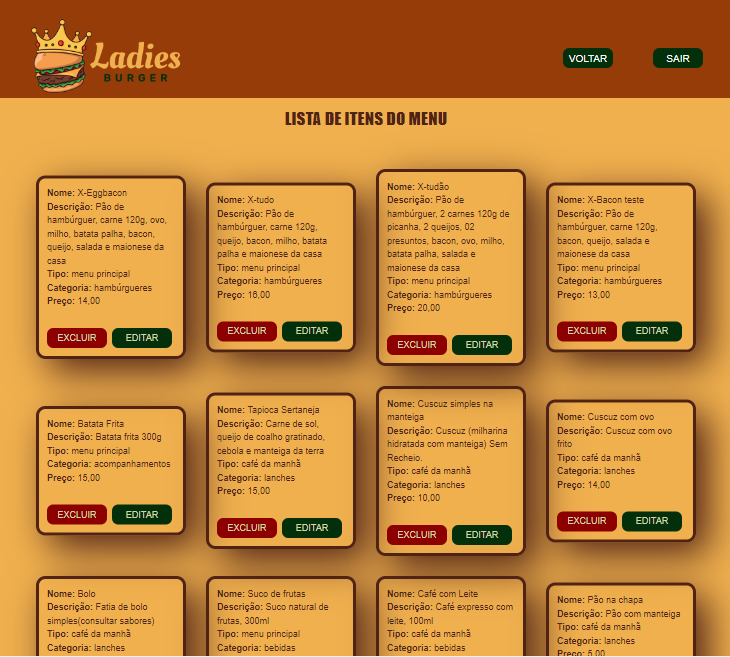 Ladies
BURGER
VOLTAR
SAIR
LISTA DE ITENS DO MENU
Nome: X-Eggbacon
Descrição: Pão de
hambúrguer, carne 120g, ovo,
milho, batata palha, bacon,
queijo, salada e maionese da
casa
Tipo: menu principal
Categoria: hambúrgueres
Preço: 14,00
EXCLUIR
EDITAR
Nome: X-tudo
Descrição: Pão de
hambúrguer, carne 120g,
queijo, bacon, milho, batata
palha e maionese da casa
Tipo: menu principal
Categoria: hambúrgueres
Preço: 16,00
EXCLUIR
EDITAR
Nome: X-tudão
Descrição: Pão de
hambúrguer, 2 carnes 120g de
picanha, 2 queijos, 02
presuntos, bacon, ovo, milho,
batata palha, salada e
maionese da casa
Tipo: menu principal
Categoria: hambúrgueres
Preço: 20,00
EXCLUIR
EDITAR
Nome: X-Bacon teste
Descrição: Pão de
hambúrguer, carne 120g,
bacon, queijo, salada e
maionese da casa
Tipo: menu principal
Categoria: hambúrgueres
Preço: 13,00
EXCLUIR
EDITAR
Nome: Batata Frita
Descrição: Batata frita 300g
Tipo: menu principal
Categoria: acompanhamentos
Preço: 15,00
EXCLUIR
EDITAR
Nome: Tapioca Sertaneja
Descrição: Carne de sol,
queijo de coalho gratinado,
cebola e manteiga da terra
Tipo: café da manhã
Categoria: lanches
Preço: 15,00
EXCLUIR
EDITAR
Nome: Cuscuz simples na
manteiga
Descrição: Cuscuz (milharina
hidratada com manteiga) Sem
Recheio.
Tipo: café da manhã
Categoria: lanches
Preço: 10,00
EXCLUIR
EDITAR
Nome: Cuscuz com ovo
Descrição: Cuscuz com ovo
frito
Tipo: café da manhã
Categoria: lanches
Preço: 14,00
EXCLUIR
EDITAR
Nome: Bolo
Descrição: Fatia de bolo
simples(consultar sabores)
Tipo: café da manhã
Categoria: lanches
Nome: Suco de frutas
Descrição: Suco natural de
frutas, 300ml
Tipo: menu principal
Categoria: bebidas
Nome: Café com Leite
Descrição: Café expresso com
leite, 100ml
Tipo: café da manhã
Categoria: bebidas
Nome: Pão na chapa
Descrição: Pão com manteiga
Tipo: café da manhã
Categoria: lanches
Preço: 5,00